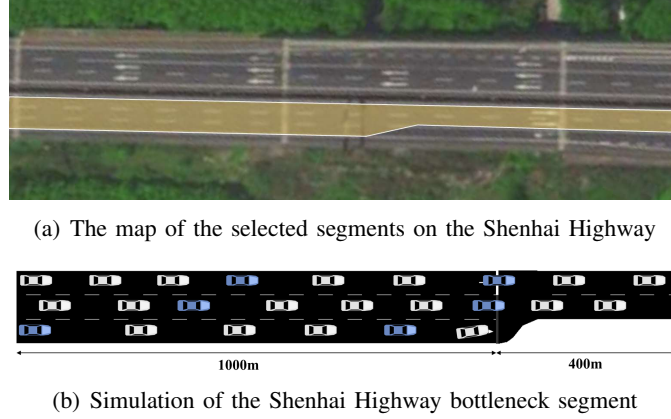 (a) The map of the selected segments on the Shenhai Highway
1000m
400m
(b) Simulation of the Shenhai Highway bottleneck segment